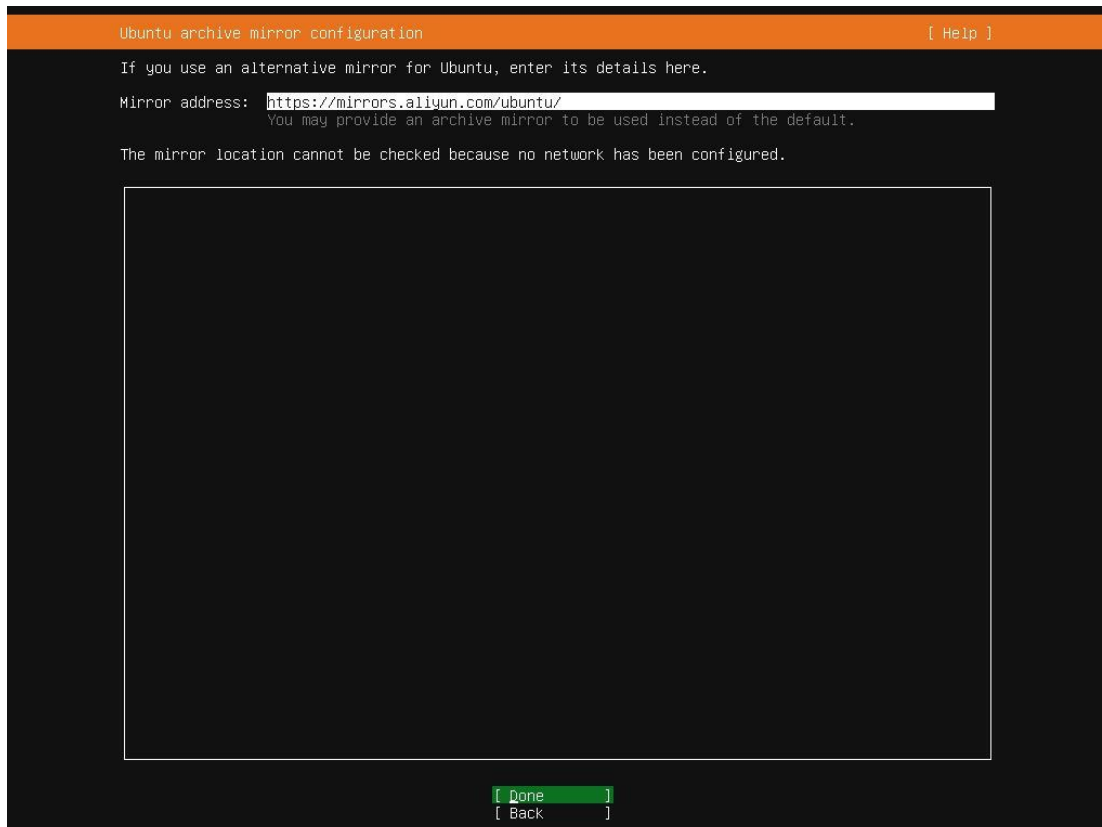 Ubuntu archive mirror configuration [ Help ]
If you use an alternative mirror for Ubuntu, enter its details here.
Mirror address: https://mirrors.aliyun.com/ubuntu/
You may provide an archive mirror to be used instead of the default.
The mirror location cannot be checked because no network has been configured.
[ Done ]
[ Back ]